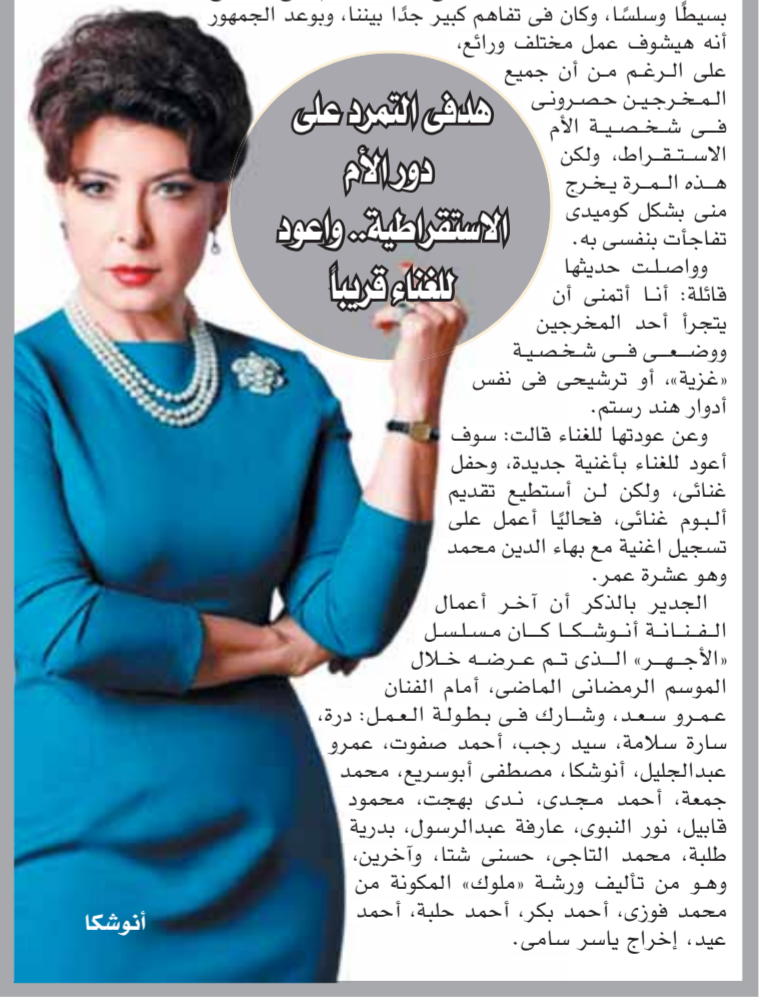 بسيطًا وسلسًا، وكان فى تفاهم كبير جدًا بيننا، وبوعد الجمهور
أنه هيشوف عمل مختلف ورائع،
على الرغم من أن جميع
المخرجين حصرونى
فى شخصية الأم
الاستقراط، ولكن
هذه المرة يخرج
منى بشكل كوميدى
تفاجأت بنفسى به.
وواصلت حديثها
قائلة: أنا أتمنى أن
يتجرأ أحد المخرجين
ووضعى فى شخصية
«غزية»، أو ترشيحى فى نفس
أدوار هند رستم.
وعن عودتها للغناء قالت: سوف
أعود للغناء بأغنية جديدة، وحفل
غنائى، ولكن لن أستطيع تقديم
ألبوم غنائى، فحاليًا أعمل على
تسجيل اغنية مع بهاء الدين محمد
وهو عشرة عمر.
الجدير بالذكر أن آخر أعمال
الفنانة أنوشكا كان مسلسل
«الأجهر» الذى تم عرضه خلال
الموسم الرمضانى الماضى، أمام الفنان
عمرو سعد، وشارك فى بطولة العمل: درة،
سارة سلامة، سيد رجب، أحمد صفوت، عمرو
عبدالجليل، أنوشكا، مصطفى أبوسريع، محمد
جمعة، أحمد مجدى، ندى بهجت، محمود
قابيل، نور النبوى، عارفة عبدالرسول، بدرية
طلبة، محمد التاجى، حسنى شتا، وآخرين،
وهو من تأليف ورشة «ملوك» المكونة من
محمد فوزى، أحمد بكر، أحمد حلبة، أحمد
عيد، إخراج ياسر سامى.
هدفى التمرد على
دور الأم
الاستقراطية.. واعود
للغناء قريباً
أنوشكا